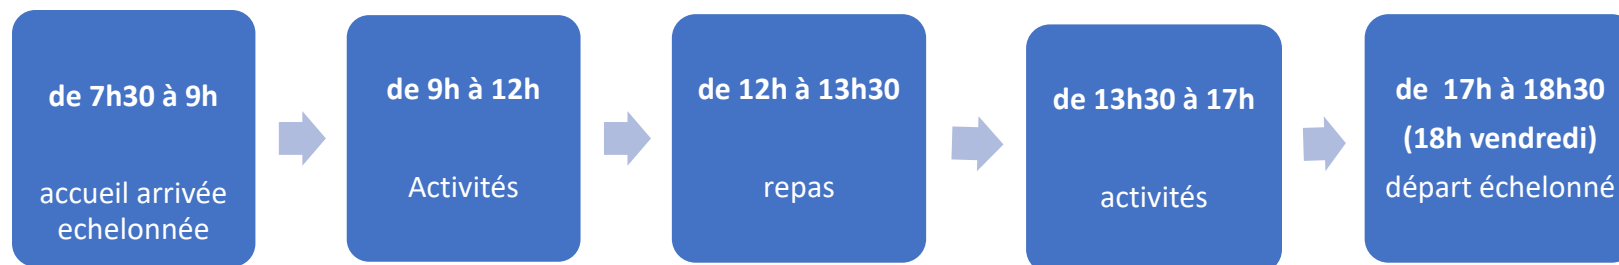 de 7h30 à 9h
accueil arrivée
echelonnée
de 9h à 12h
Activités
de 12h à 13h30
repas
de 13h30 à 17h
activités
de 17h à 18h30
(18h vendredi)
départ échelonné